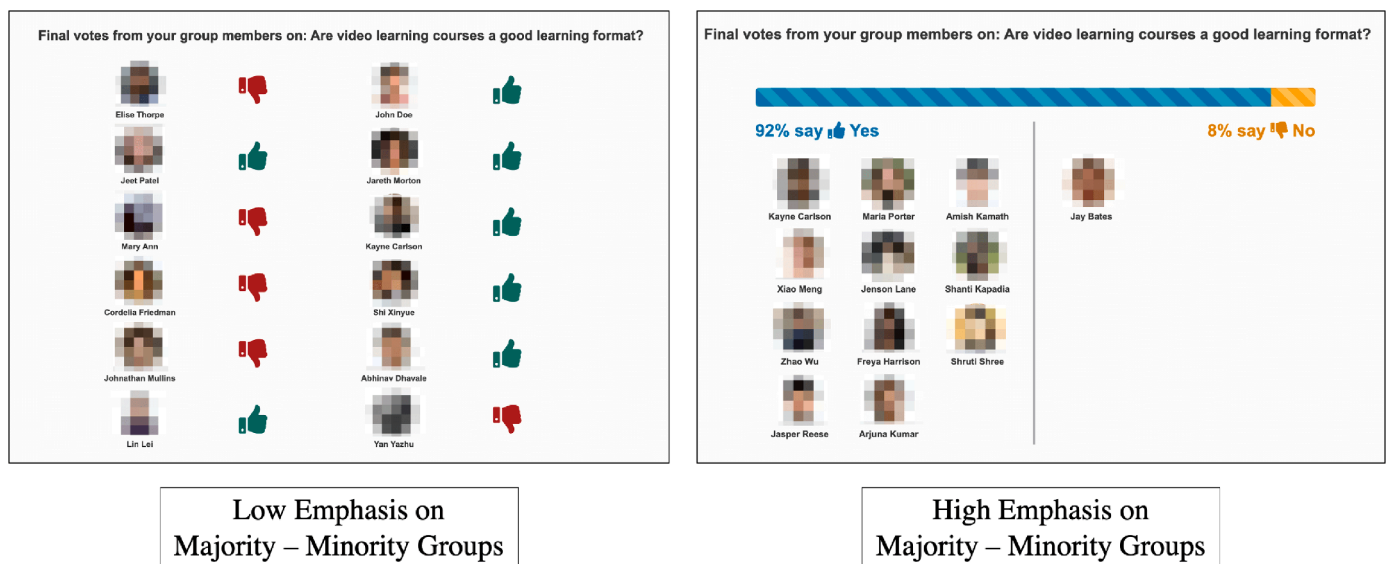 Final votes from your group members on: Are video learning courses a good learning format?
Elise Thorpe
John Doe
Jeet Patel
Jareth Morton
Mary Ann
Kayne Carlson
Cordelia Friedman
Shi Xinyue
Johnathan Mullins
Abhinav Dhavale
Lin Lei
Yan Yazhu
Low Emphasis on
Majority – Minority Groups
Final votes from your group members on: Are video learning courses a good learning format?
92% say Yes
8% say No
Kayne Carlson
Maria Porter
Amish Kamath
Jay Bates
Xiao Meng
Jenson Lane
Shanti Kapadia
Zhao Wu
Freya Harrison
Shruti Shree
Jasper Reese
Arjuna Kumar
High Emphasis on
Majority – Minority Groups